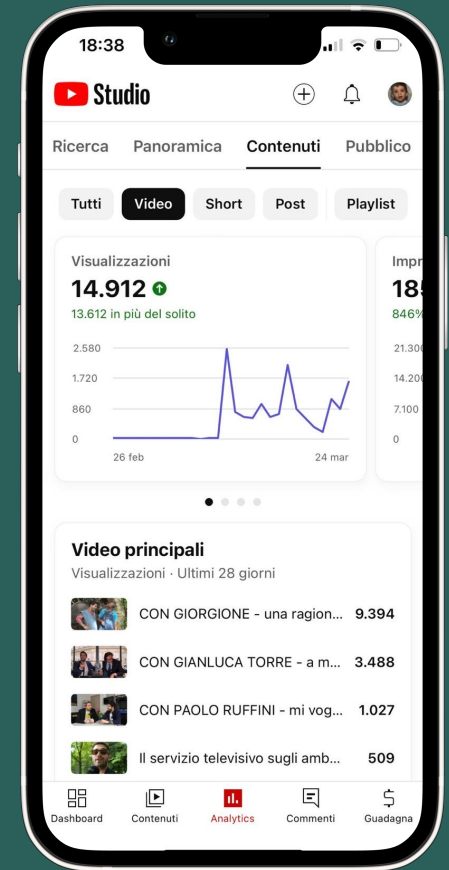 18:38
Studio
Ricerca Panoramica Contenuti Pubblico
Tutti Video Short Post Playlist
Visualizzazioni
14.912
13.612 in più del solito
2.580
1.720
860
0
26 feb 24 mar
Impr
846%
21.300
14.200
7.100
0
Video principali
Visualizzazioni · Ultimi 28 giorni
CON GIORGIONE - una ragion... 9.394
CON GIANLUCA TORRE - a m... 3.488
CON PAOLO RUFFINI - mi vog... 1.027
Il servizio televisivo sugli amb... 509
Dashboard Contenuti Analytics Commenti Guadagna